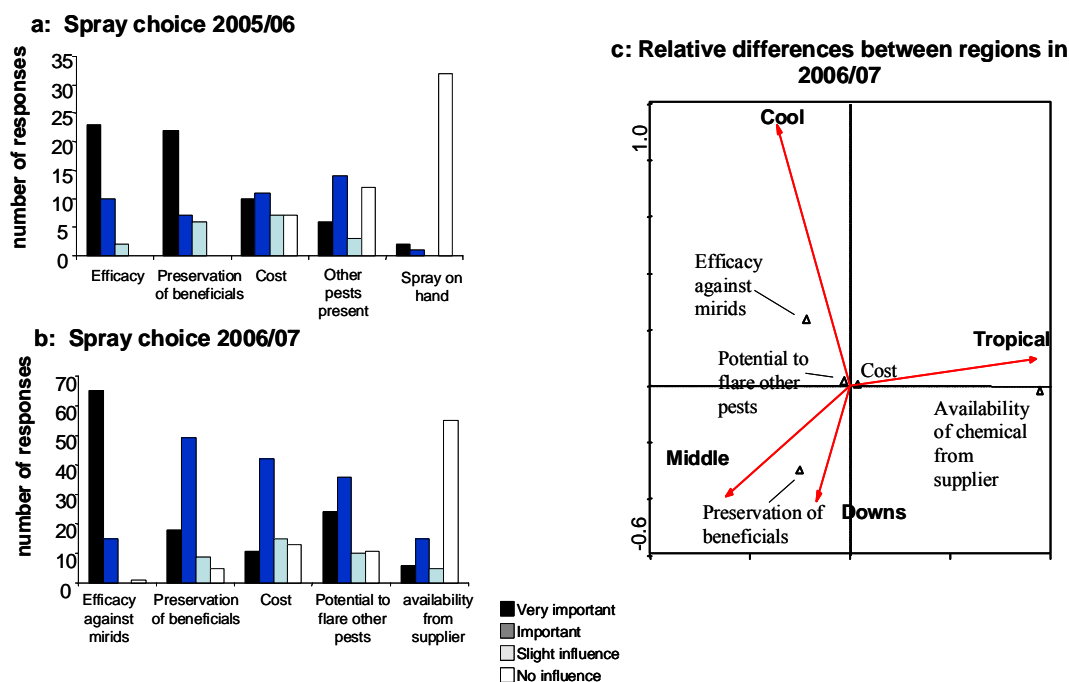 a: Spray choice 2005/06
number of responses
35
30
25
20
15
10
5
0
Efficacy
Preservation
of beneficials
Cost
Other
pests
present
Spray on
hand
b: Spray choice 2006/07
number of responses
70
60
50
40
30
20
10
0
Efficacy
against
mirids
Preservation
of beneficials
Cost
Potential to
flare other
pests
availability
from
supplier
Very important
Important
Slight influence
No influence
c: Relative differences between regions in
2006/07
1.0
-0.6
Cool
Efficacy
against
mirids
Tropical
Potential to
flare other
pests
Cost
Availability
of chemical
from
supplier
Middle
Preservation of
beneficials
Downs